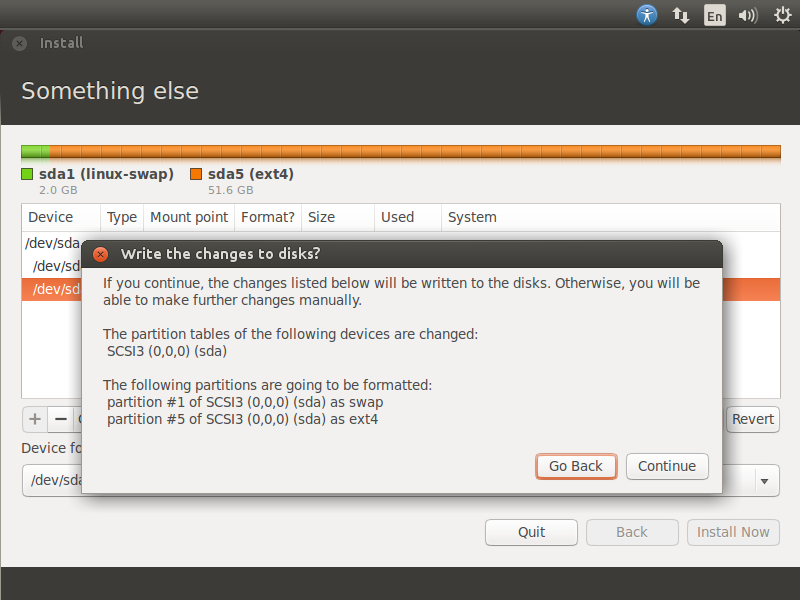 En
Install
Something else
sda1 (linux-swap) sda5 (ext4)
2.0 GB 51.6 GB
Device Type Mount point Format? Size Used System
/dev/sda
/dev/sd
/dev/sd
Write the changes to disks?
If you continue, the changes listed below will be written to the disks. Otherwise, you will be
able to make further changes manually.
The partition tables of the following devices are changed:
SCSI3 (0,0,0) (sda)
The following partitions are going to be formatted:
partition #1 of SCSI3 (0,0,0) (sda) as swap
partition #5 of SCSI3 (0,0,0) (sda) as ext4
Go Back Continue
+ − Revert
Device fo
/dev/sda
Quit Back Install Now